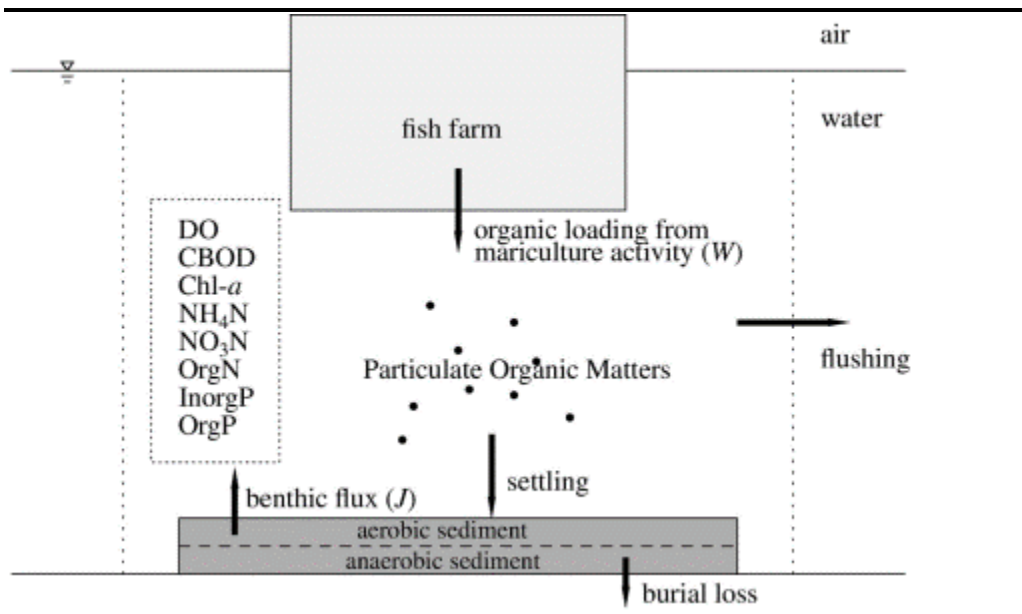 air
water
fish farm
organic loading from
mariculture activity (W)
DO
CBOD
Chl-a
NH₄N
NO₃N
OrgN
InorgP
OrgP
Particulate Organic Matters
flushing
settling
benthic flux (J)
aerobic sediment
anaerobic sediment
burial loss